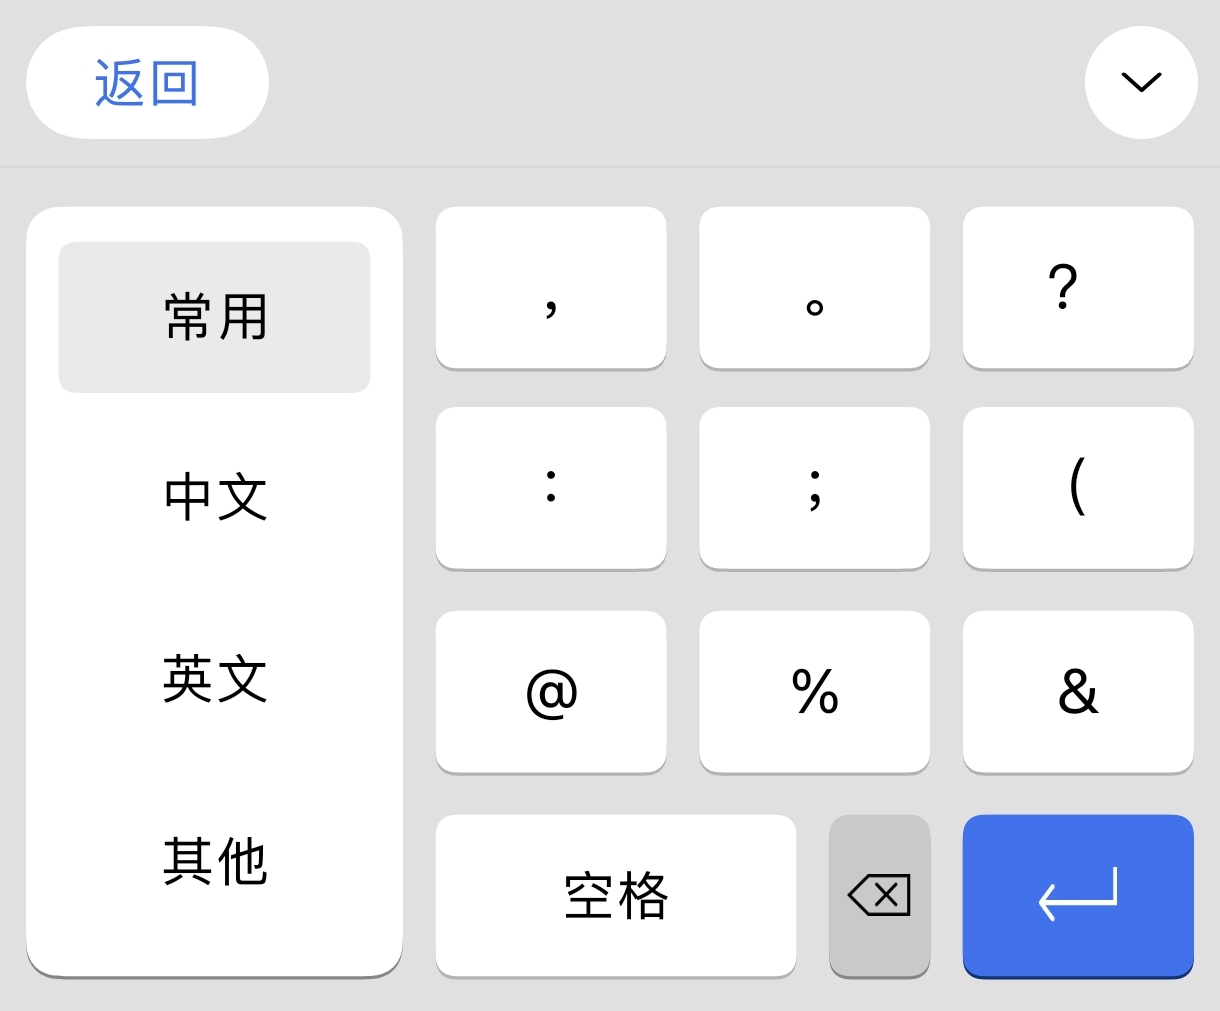 返回
常用
中文
英文
其他
， 。 ？
： ； （
@ % &
空格